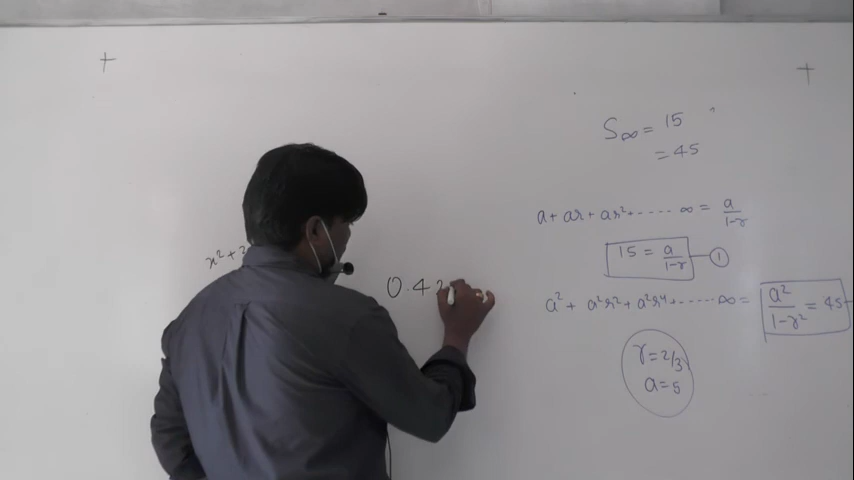 S∞ = 15
= 45
a + ar + ar² + ---- ∞ = a/1-r
15 = a/1-r ①
a² + a²r² + a²r⁴ + ----- ∞ = a²/1-r² = 45
r = 2/3
a = 5
x² + 
0.4